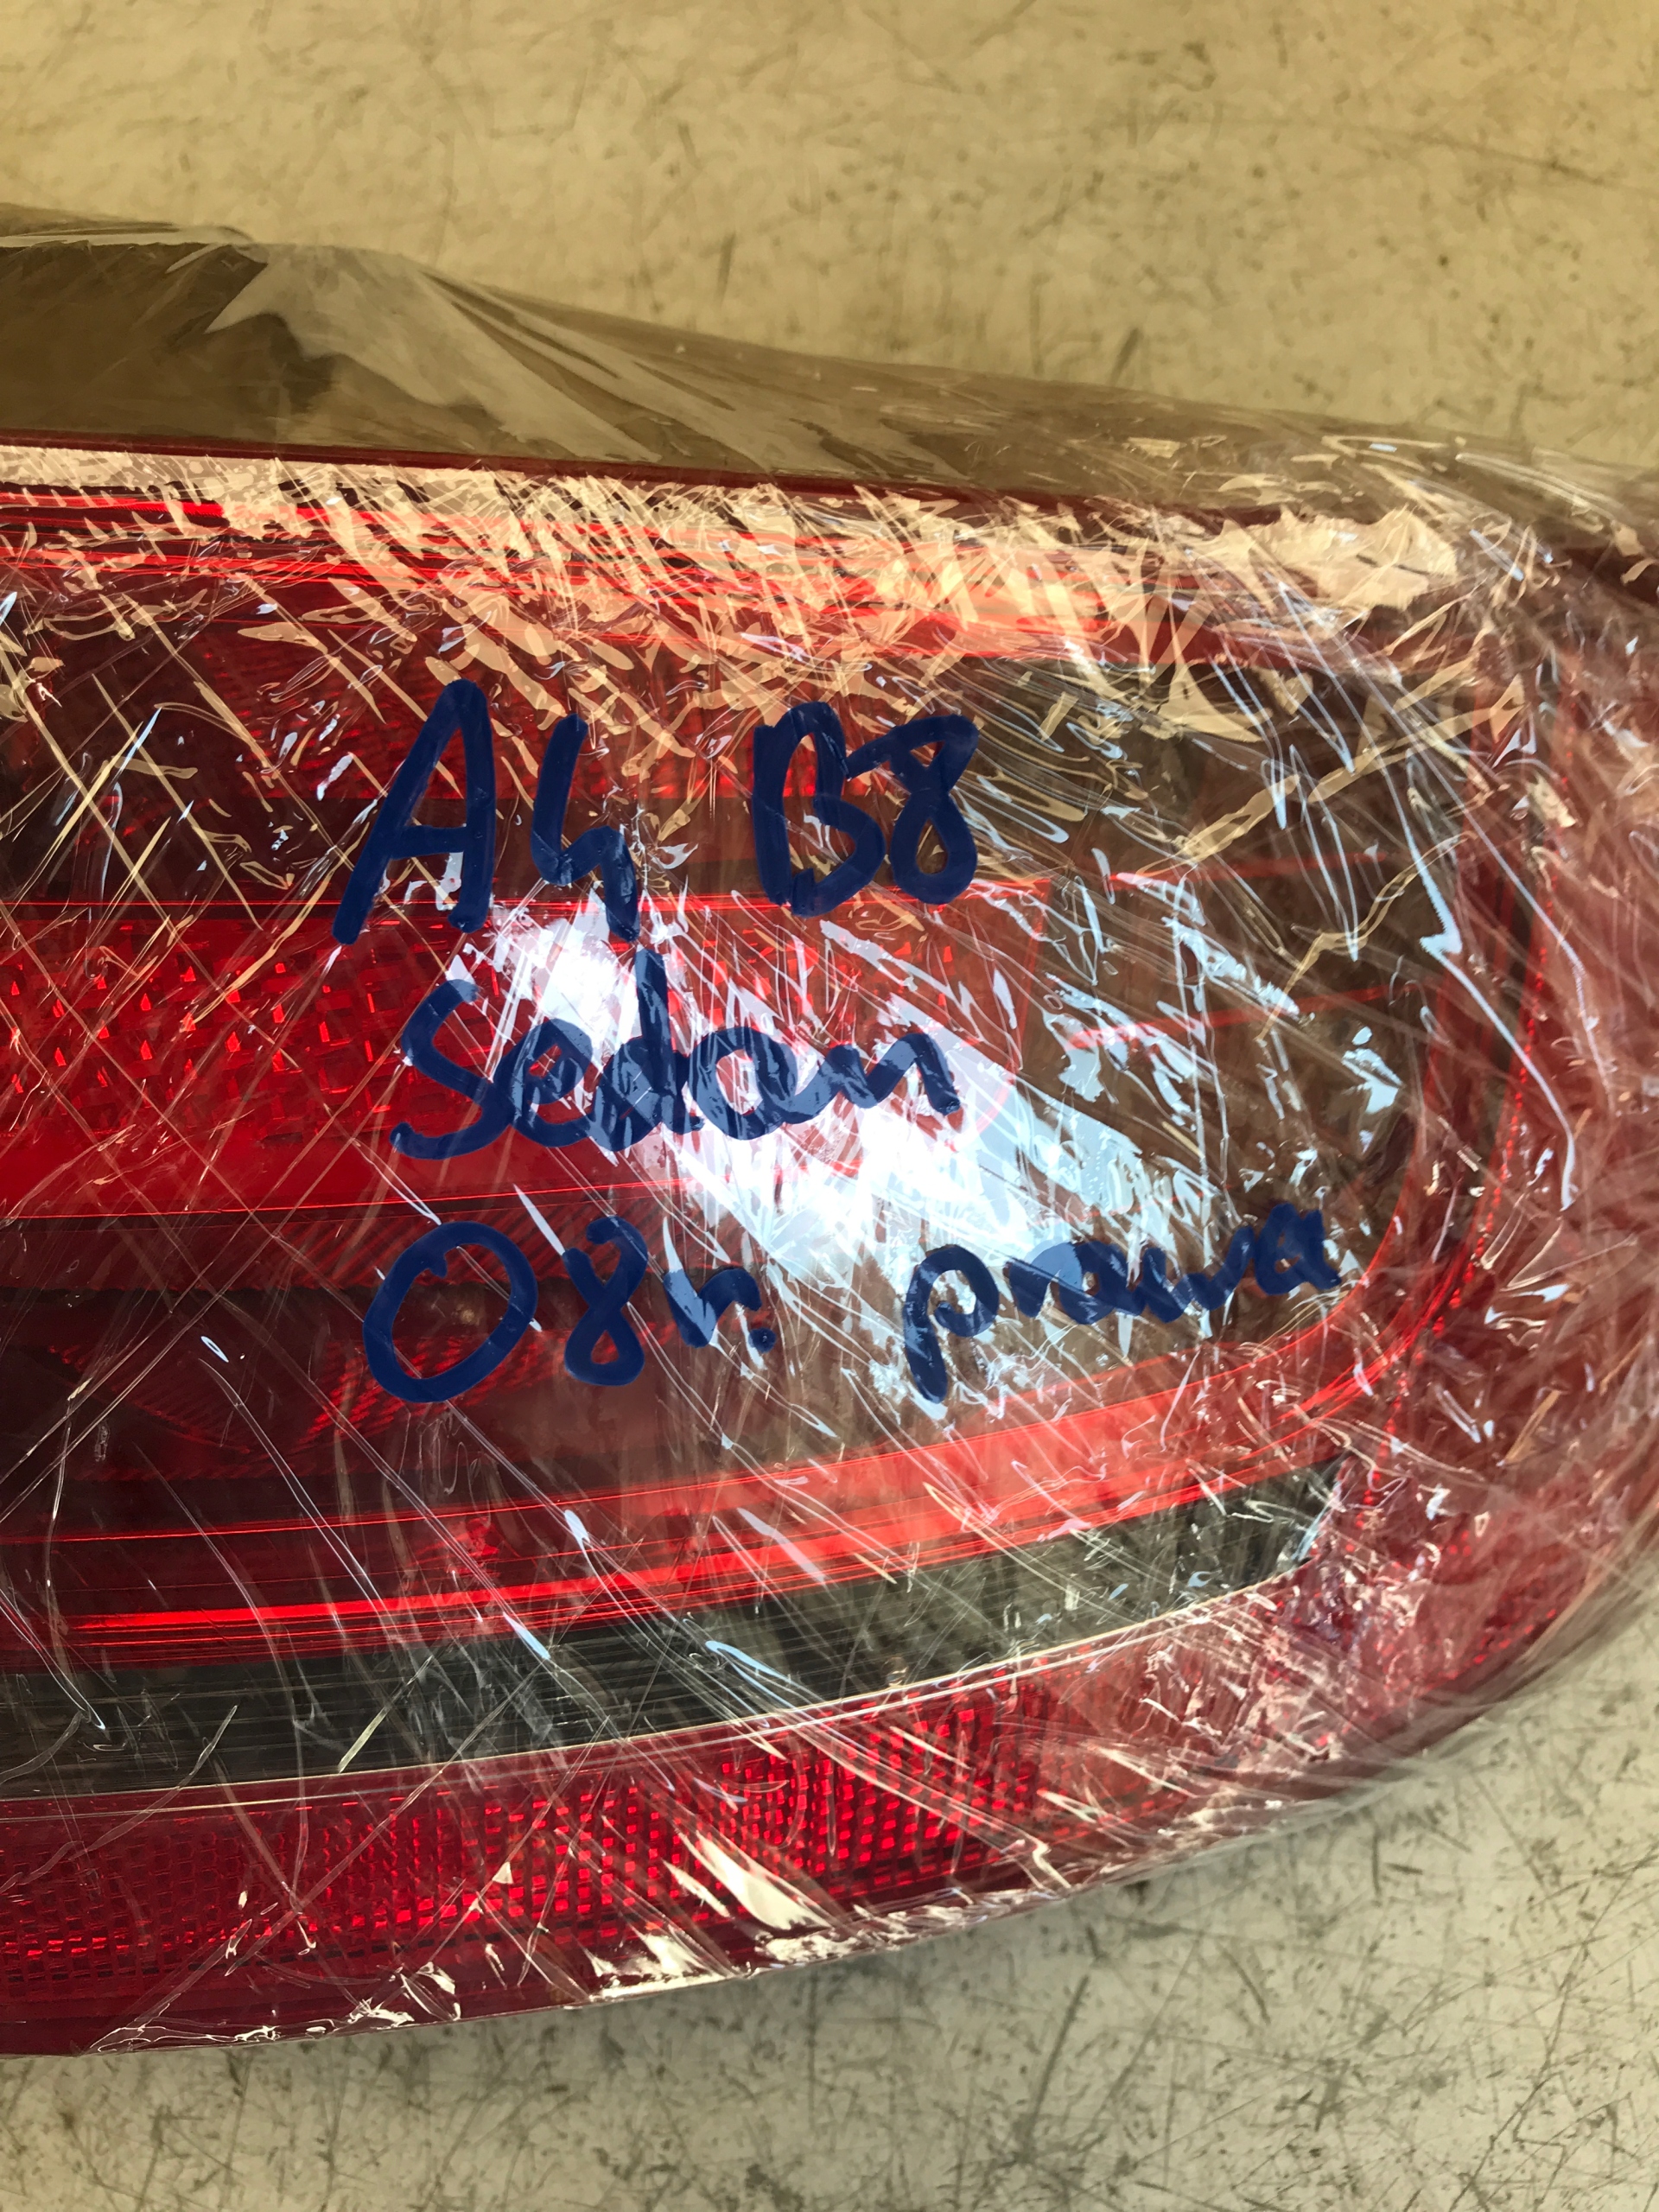 A4 B8
Sedan
08r. prawa